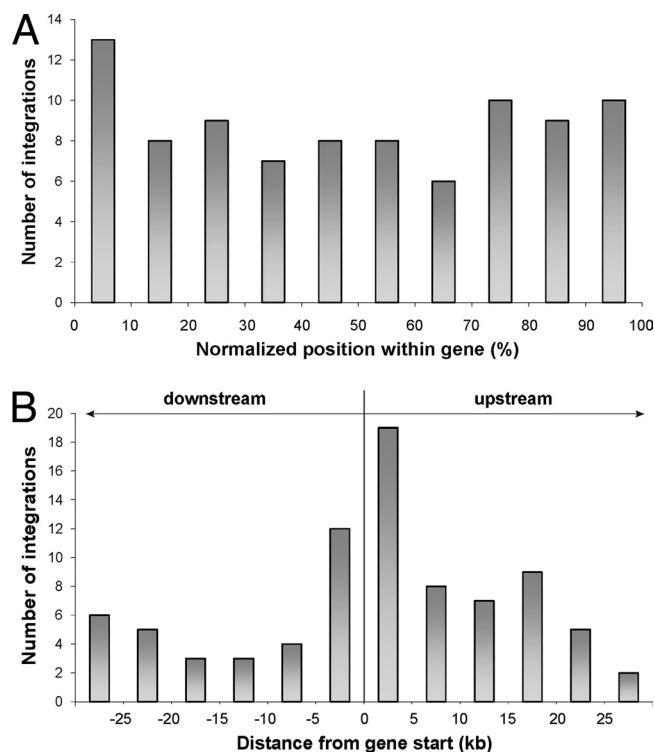 A
Number of integrations
14
12
10
8
6
4
2
0
0 10 20 30 40 50 60 70 80 90 100
Normalized position within gene (%)
B
downstream upstream
Number of integrations
20
18
16
14
12
10
8
6
4
2
0
-25 -20 -15 -10 -5 0 5 10 15 20 25
Distance from gene start (kb)